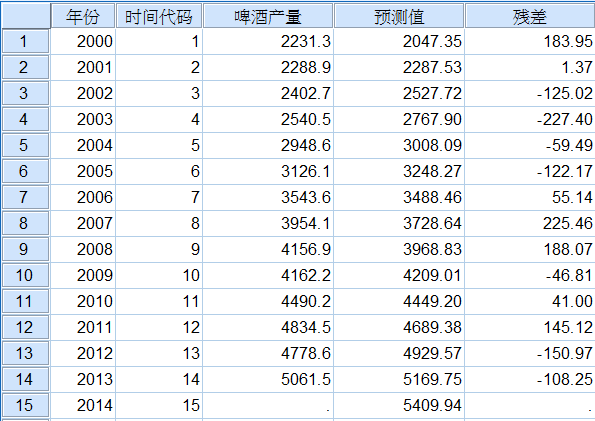 年份 时间代码 啤酒产量 预测值 残差
1 2000 1 2231.3 2047.35 183.95
2 2001 2 2288.9 2287.53 1.37
3 2002 3 2402.7 2527.72 -125.02
4 2003 4 2540.5 2767.90 -227.40
5 2004 5 2948.6 3008.09 -59.49
6 2005 6 3126.1 3248.27 -122.17
7 2006 7 3543.6 3488.46 55.14
8 2007 8 3954.1 3728.64 225.46
9 2008 9 4156.9 3968.83 188.07
10 2009 10 4162.2 4209.01 -46.81
11 2010 11 4490.2 4449.20 41.00
12 2011 12 4834.5 4689.38 145.12
13 2012 13 4778.6 4929.57 -150.97
14 2013 14 5061.5 5169.75 -108.25
15 2014 15 . 5409.94 .